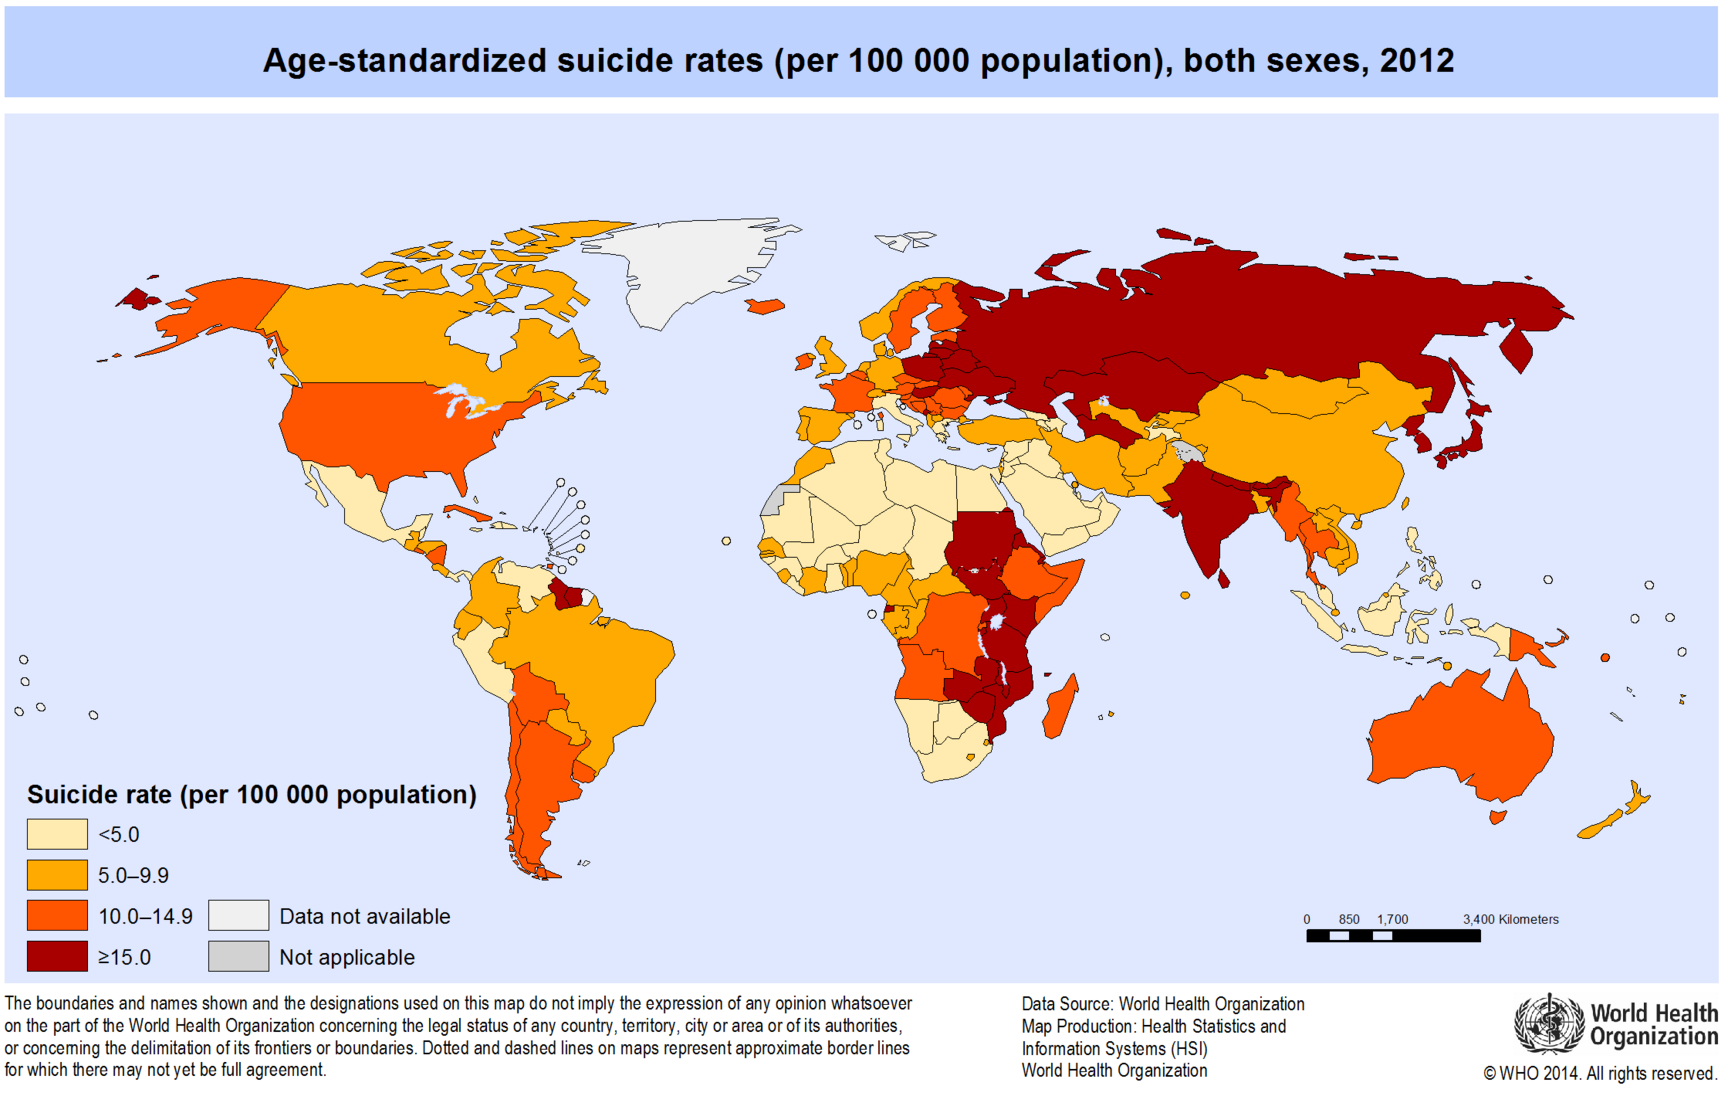 Age-standardized suicide rates (per 100 000 population), both sexes, 2012
Suicide rate (per 100 000 population)
<5.0
5.0–9.9
10.0–14.9
≥15.0
Data not available
Not applicable
0 850 1,700 3,400 Kilometers
The boundaries and names shown and the designations used on this map do not imply the expression of any opinion whatsoever
on the part of the World Health Organization concerning the legal status of any country, territory, city or area or of its authorities,
or concerning the delimitation of its frontiers or boundaries. Dotted and dashed lines on maps represent approximate border lines
for which there may not yet be full agreement.
Data Source: World Health Organization
Map Production: Health Statistics and
Information Systems (HSI)
World Health Organization
World Health
Organization
© WHO 2014. All rights reserved.